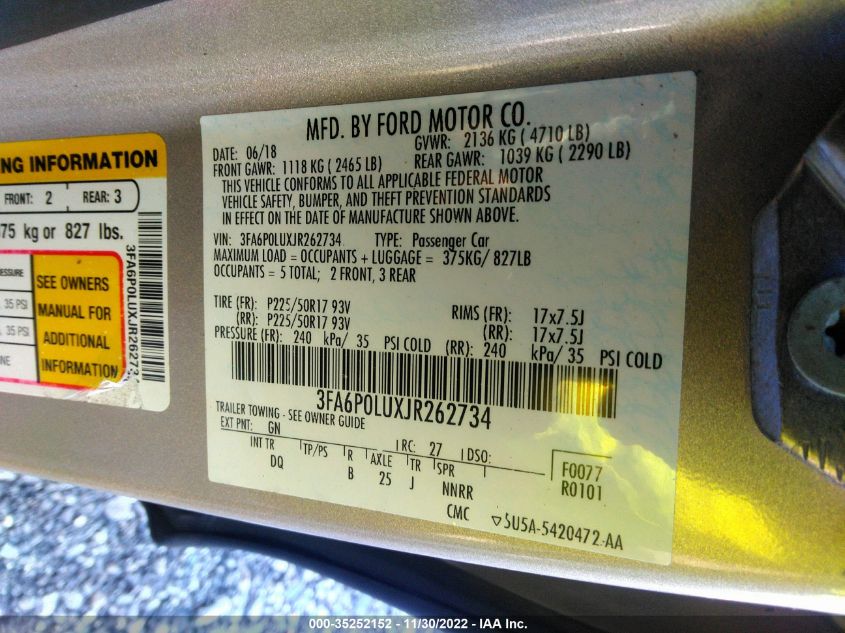 MFD. BY FORD MOTOR CO.
DATE: 06/18 GVWR: 2136 KG ( 4710 LB)
FRONT GAWR: 1118 KG ( 2465 LB) REAR GAWR: 1039 KG ( 2290 LB)
THIS VEHICLE CONFORMS TO ALL APPLICABLE FEDERAL MOTOR
VEHICLE SAFETY, BUMPER, AND THEFT PREVENTION STANDARDS
IN EFFECT ON THE DATE OF MANUFACTURE SHOWN ABOVE.
VIN: 3FA6P0LUXJR262734 TYPE: Passenger Car
MAXIMUM LOAD = OCCUPANTS + LUGGAGE = 375KG/ 827LB
OCCUPANTS = 5 TOTAL; 2 FRONT, 3 REAR
TIRE (FR): P225/50R17 93V RIMS (FR): 17x7.5J
(RR): P225/50R17 93V (RR): 17x7.5J
PRESSURE (FR): 240 kPa/ 35 PSI COLD (RR): 240 kPa/ 35 PSI COLD
3FA6P0LUXJR262734
TRAILER TOWING - SEE OWNER GUIDE
EXT PNT: GN RC: 27 DSO:
INT TR TP/PS R AXLE TR SPR
DQ B 25 J NNRR
CMC
F0077
R0101
▽5U5A-5420472-AA
NG INFORMATION
FRONT: 2 REAR: 3
75 kg or 827 lbs.
3FA6P0LUXJR26273
ESSURE
35 PSI
35 PSI
NE
SEE OWNERS
MANUAL FOR
ADDITIONAL
INFORMATION
000-35252152 - 11/30/2022 - IAA Inc.